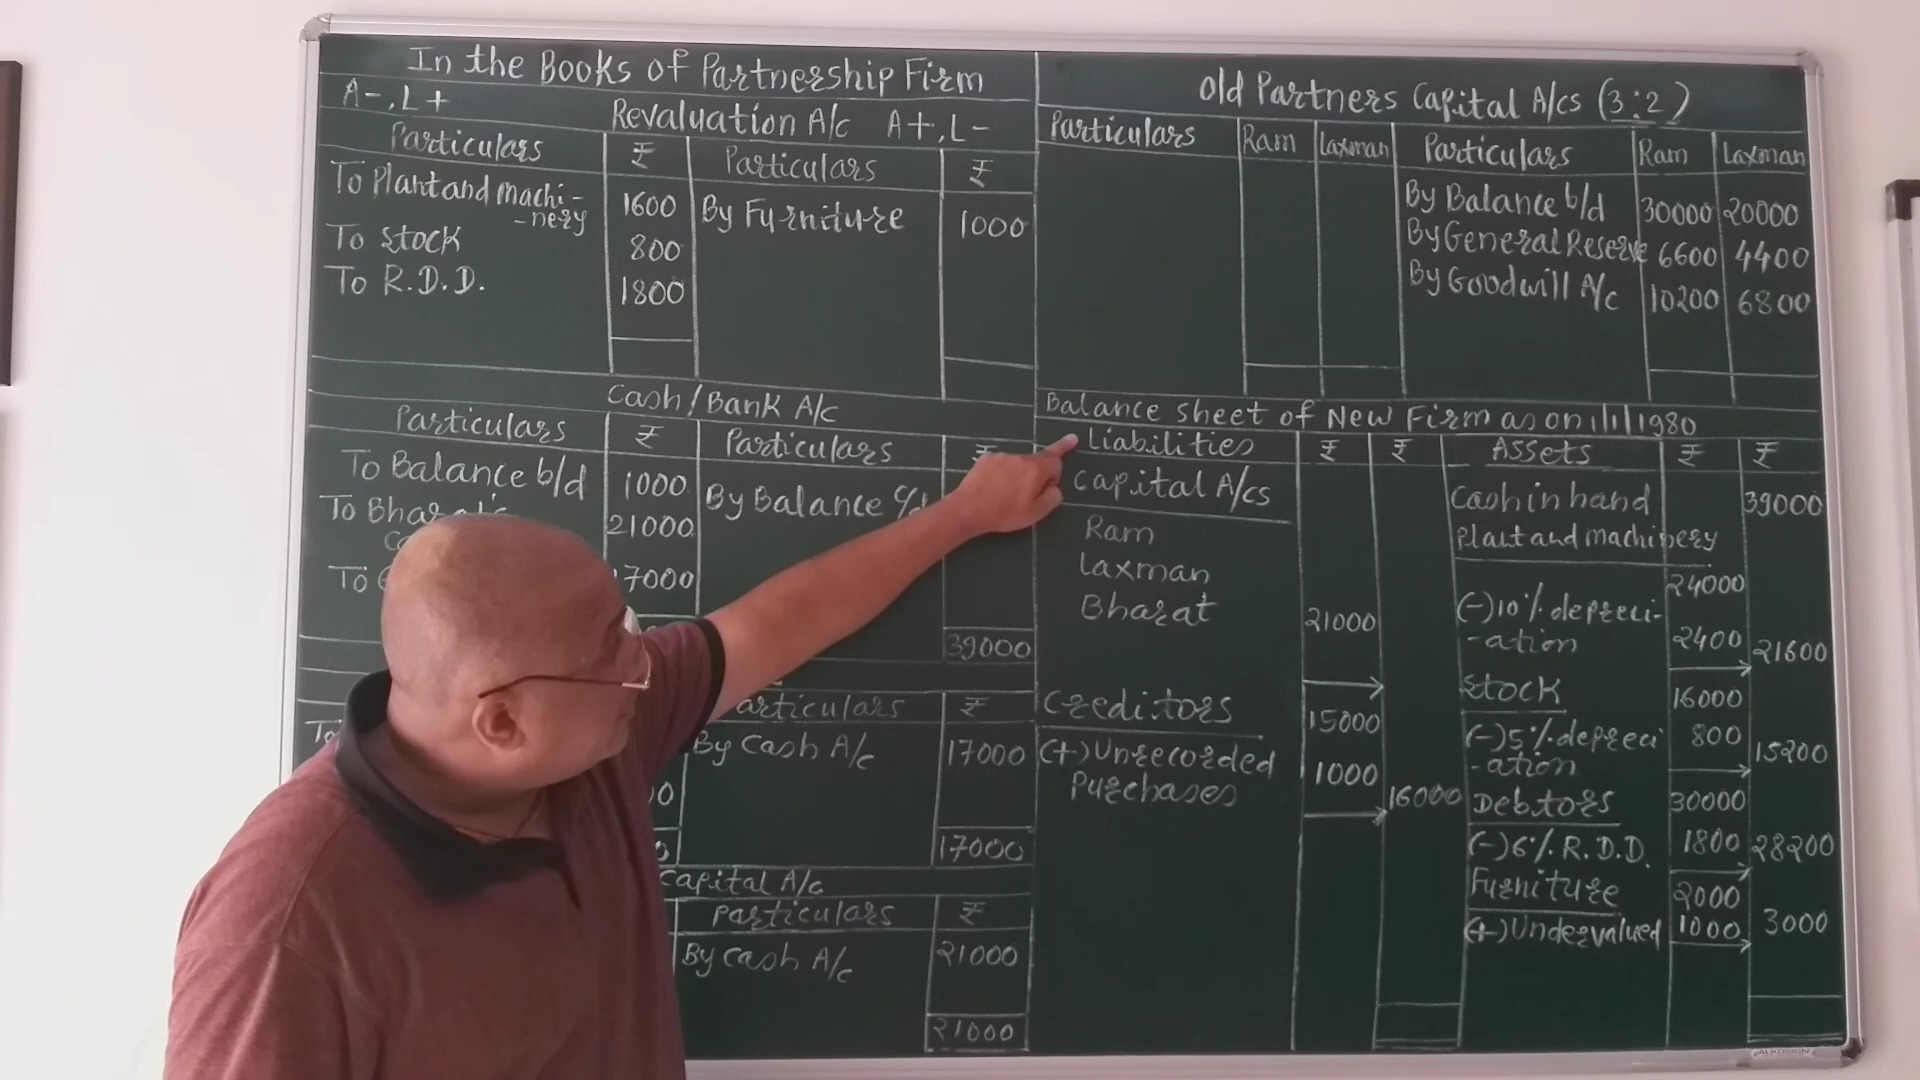 In the Books of Partnership Firm
A-, L+
Revaluation A/c A+, L-
Particulars ₹ Particulars ₹
To Plant and machi-
-nery 1600 By Furniture 1000
To Stock 800
To R.D.D. 1800
Cash/Bank A/c
Particulars ₹ Particulars
To Balance b/d 1000 By Balance c/d
To Bharat's 21000
To 17000
39000
articulars ₹
By Cash A/c 17000
17000
Capital A/c
Particulars ₹
By Cash A/c 21000
21000
Old Partners Capital A/cs (3:2)
Particulars Ram Laxman Particulars Ram Laxman
By Balance b/d 30000 20000
By General Reserve 6600 4400
By Goodwill A/c 10200 6800
Balance sheet of New Firm as on 1/1/1980
Liabilities ₹ ₹ Assets ₹ ₹
Capital A/cs Cash in hand 39000
Ram Plant and machinery
Laxman 24000
Bharat 21000 (-)10% depreci-
-ation 2400 21600
Creditors 15000 Stock 16000
(+) Unrecorded (-)5% depreci
Purchases 1000 16000 -ation 800 15200
Debtors 30000
(-)6% R.D.D. 1800 28200
Furniture 2000
(+) Undervalued 1000 3000